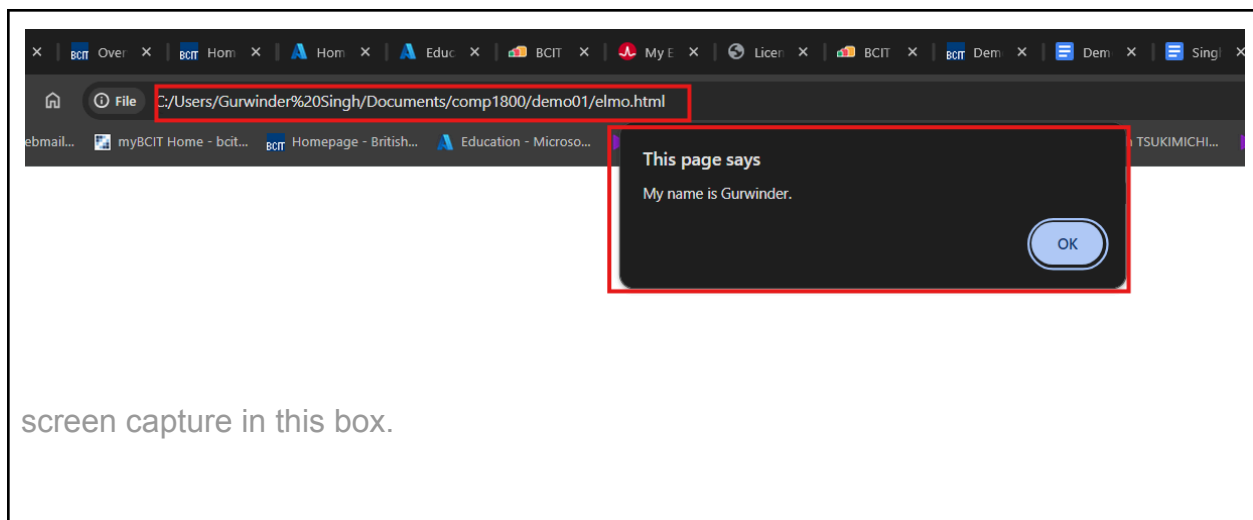 BCIT Over BCIT Hom Hom Educ BCIT My E Licen BCIT BCIT Dem Dem Singl
File C:/Users/Gurwinder%20Singh/Documents/comp1800/demo01/elmo.html
ebmail... myBCIT Home - bcit... BCIT Homepage - British... Education - Microso... TSUKIMICHI...
This page says
My name is Gurwinder.
OK
screen capture in this box.